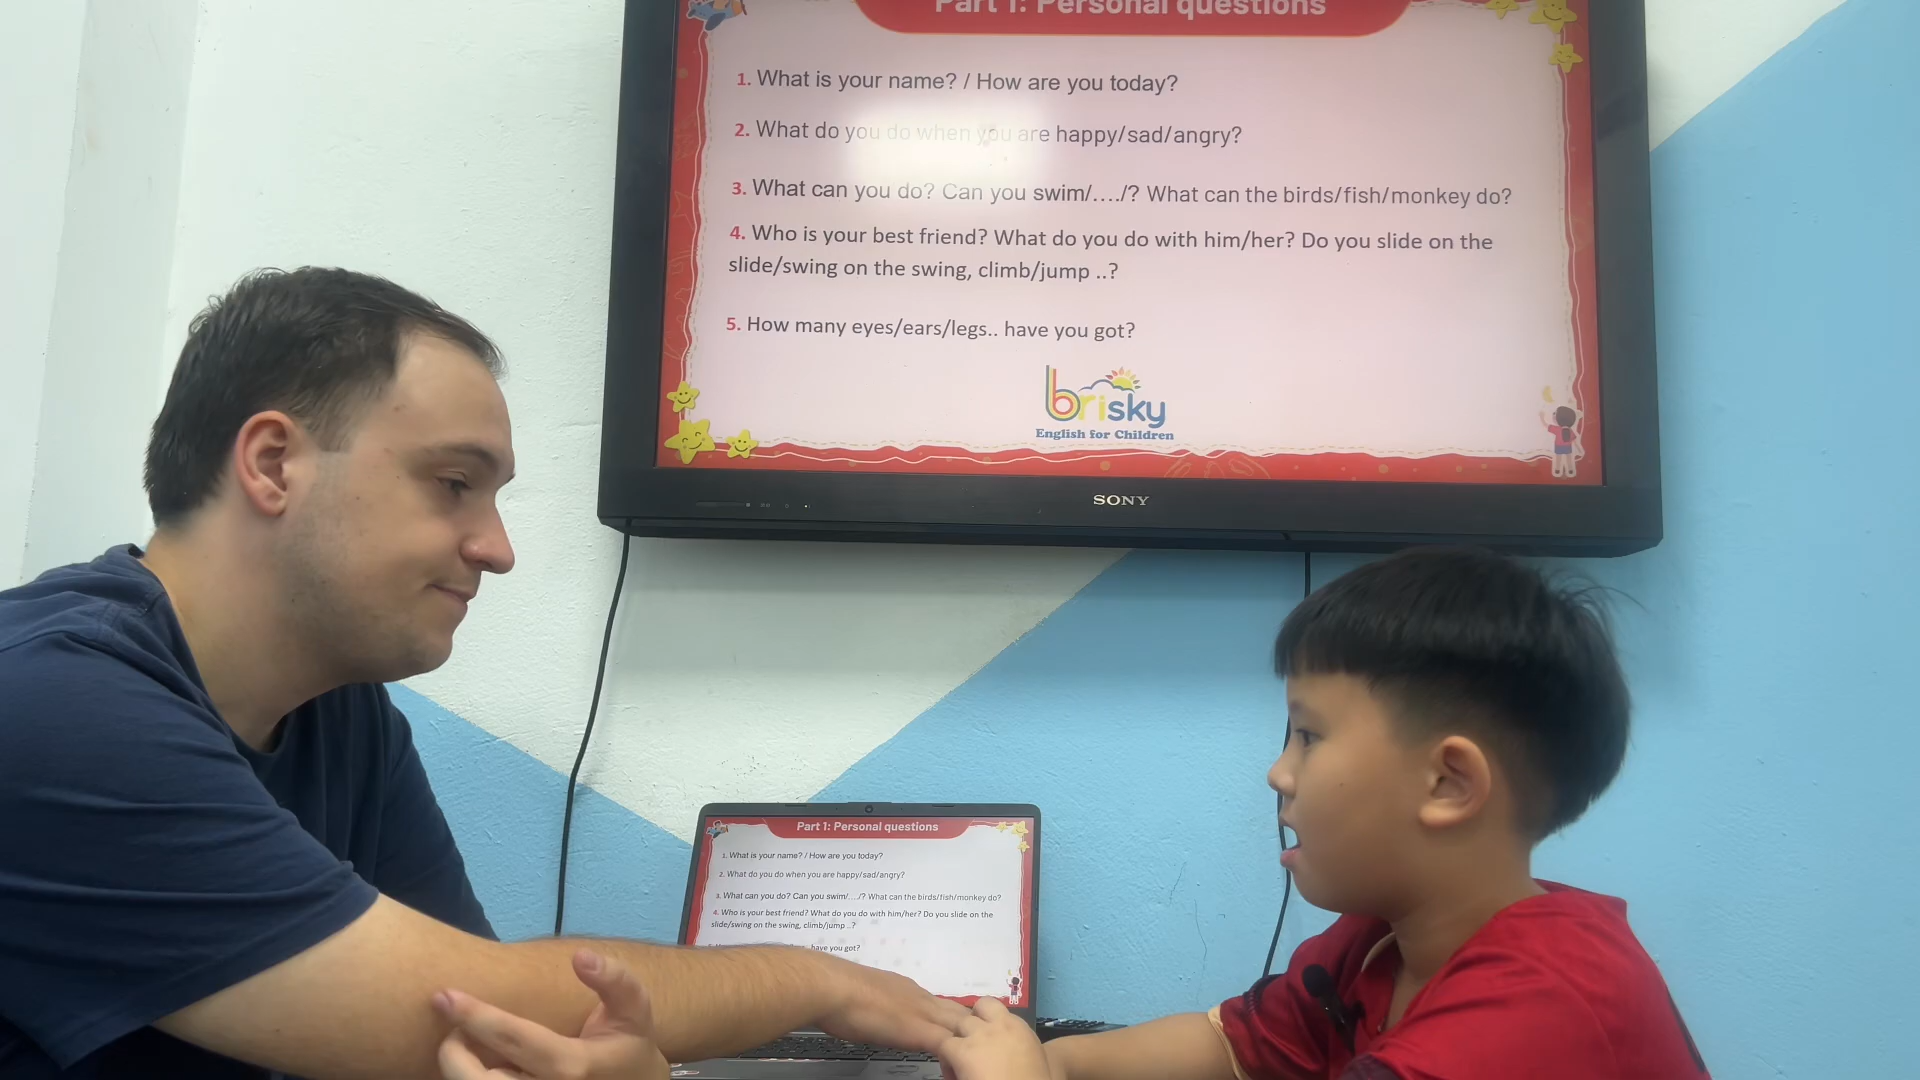 Part 1: Personal questions
1. What is your name? / How are you today?
2. What do you do when you are happy/sad/angry?
3. What can you do? Can you swim/..../? What can the birds/fish/monkey do?
4. Who is your best friend? What do you do with him/her? Do you slide on the
slide/swing on the swing, climb/jump ..?
5. How many eyes/ears/legs.. have you got?
brisky
English for Children
SONY
Part 1: Personal questions
1. What is your name? / How are you today?
2. What do you do when you are happy/sad/angry?
3. What can you do? Can you swim/..../? What can the birds/fish/monkey do?
4. Who is your best friend? What do you do with him/her? Do you slide on the
slide/swing on the swing, climb/jump ..?
have you got?